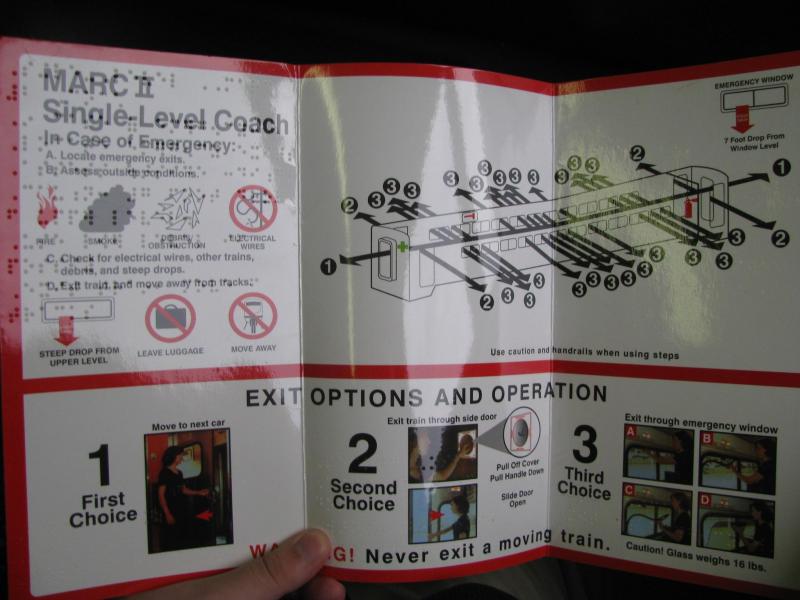 MARC II
Single-Level Coach
In Case of Emergency:
A. Locate emergency exits.
B. Assess outside conditions.
FIRE
SMOKE
DEBRIS/
OBSTRUCTION
ELECTRICAL
WIRES
C. Check for electrical wires, other trains,
debris, and steep drops.
D. Exit train and move away from tracks.
STEEP DROP FROM
UPPER LEVEL
LEAVE LUGGAGE
MOVE AWAY
EMERGENCY WINDOW
7 Foot Drop From
Window Level
Use caution and handrails when using steps
EXIT OPTIONS AND OPERATION
1
First
Choice
Move to next car
2
Second
Choice
Exit train through side door
Pull Off Cover
Pull Handle Down
Slide Door
Open
3
Third
Choice
Exit through emergency window
A
B
C
D
Caution! Glass weighs 16 lbs.
G! Never exit a moving train.